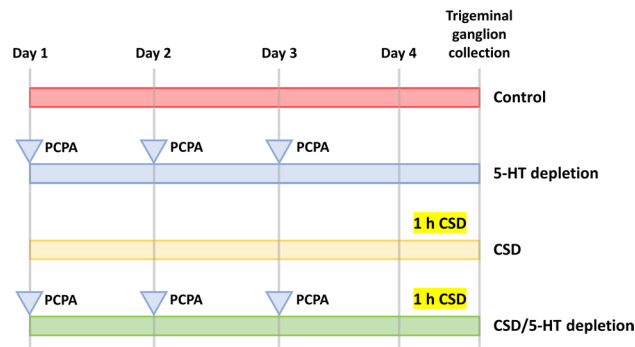 Trigeminal
ganglion
collection
Day 1 Day 2 Day 3 Day 4
Control
PCPA PCPA PCPA
5-HT depletion
1 h CSD
CSD
PCPA PCPA PCPA 1 h CSD
CSD/5-HT depletion